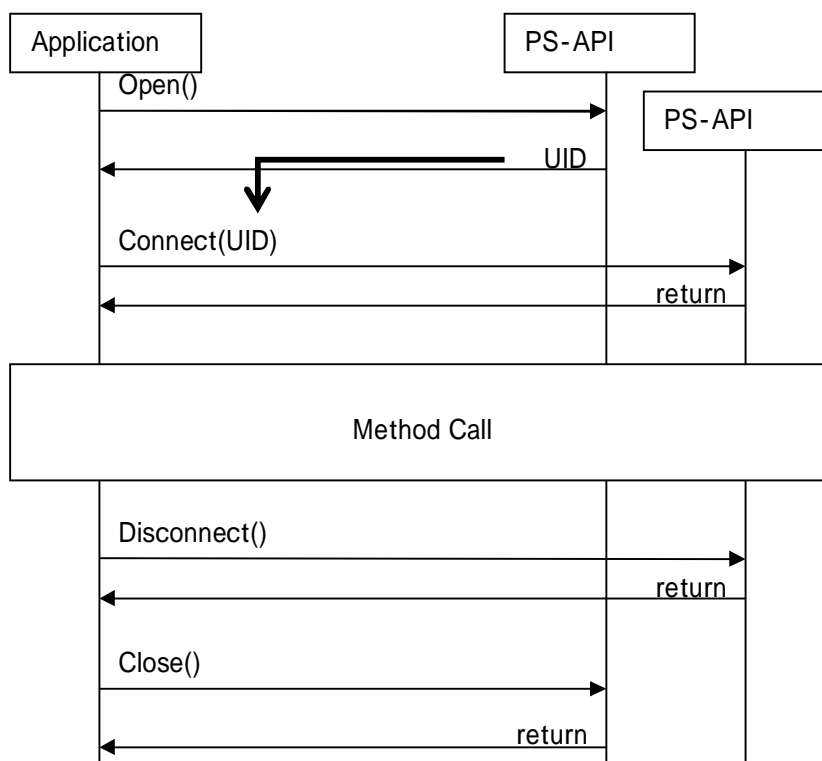 Application
PS-API
Open()
PS-API
UID
Connect(UID)
return
Method Call
Disconnect()
return
Close()
return